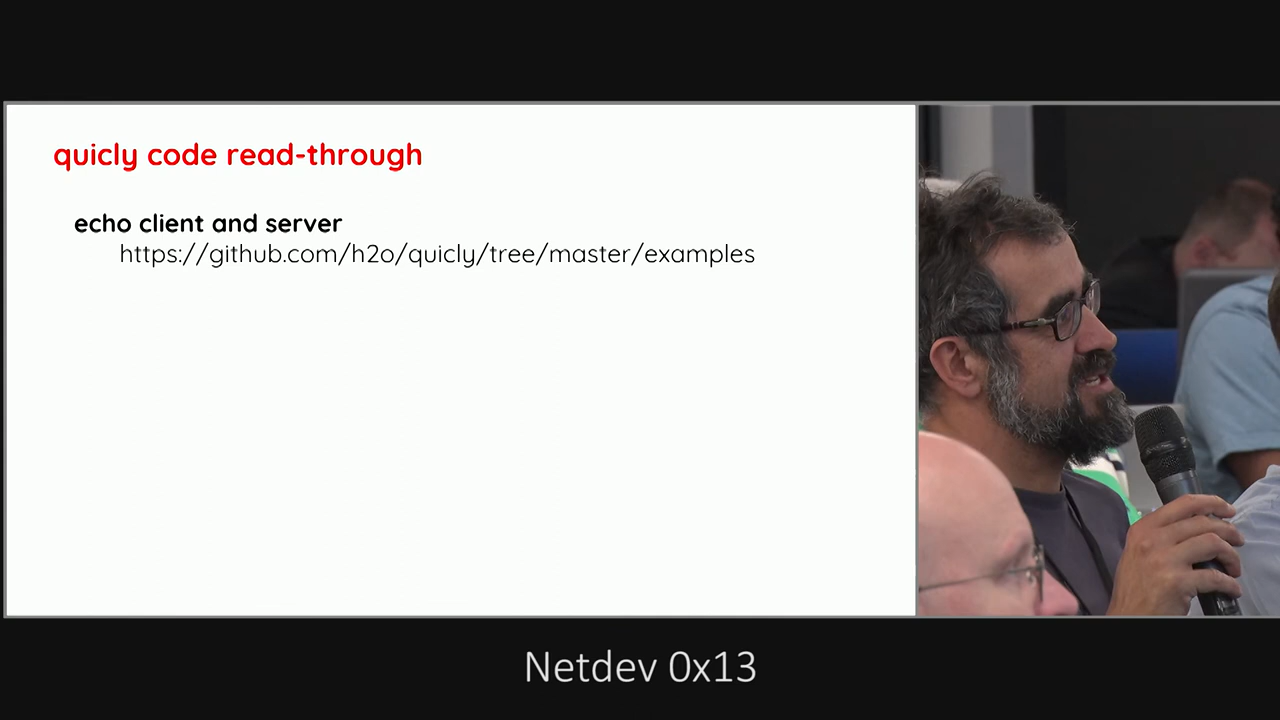 quicly code read-through
echo client and server
https://github.com/h2o/quicly/tree/master/examples
Netdev 0x13